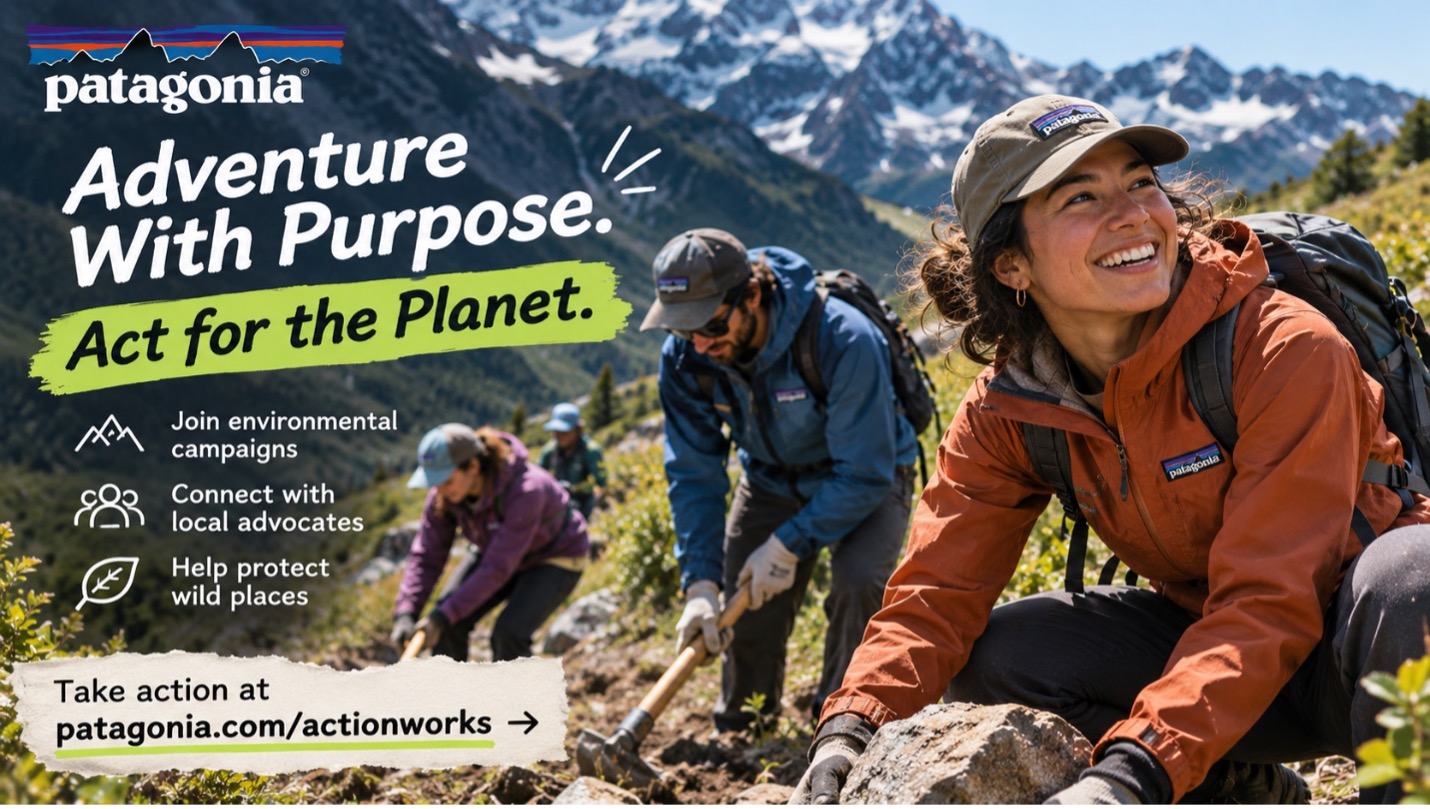 patagonia®
Adventure
With Purpose.
Act for the Planet.
Join environmental
campaigns
Connect with
local advocates
Help protect
wild places
Take action at
patagonia.com/actionworks →
patagonia
patagonia